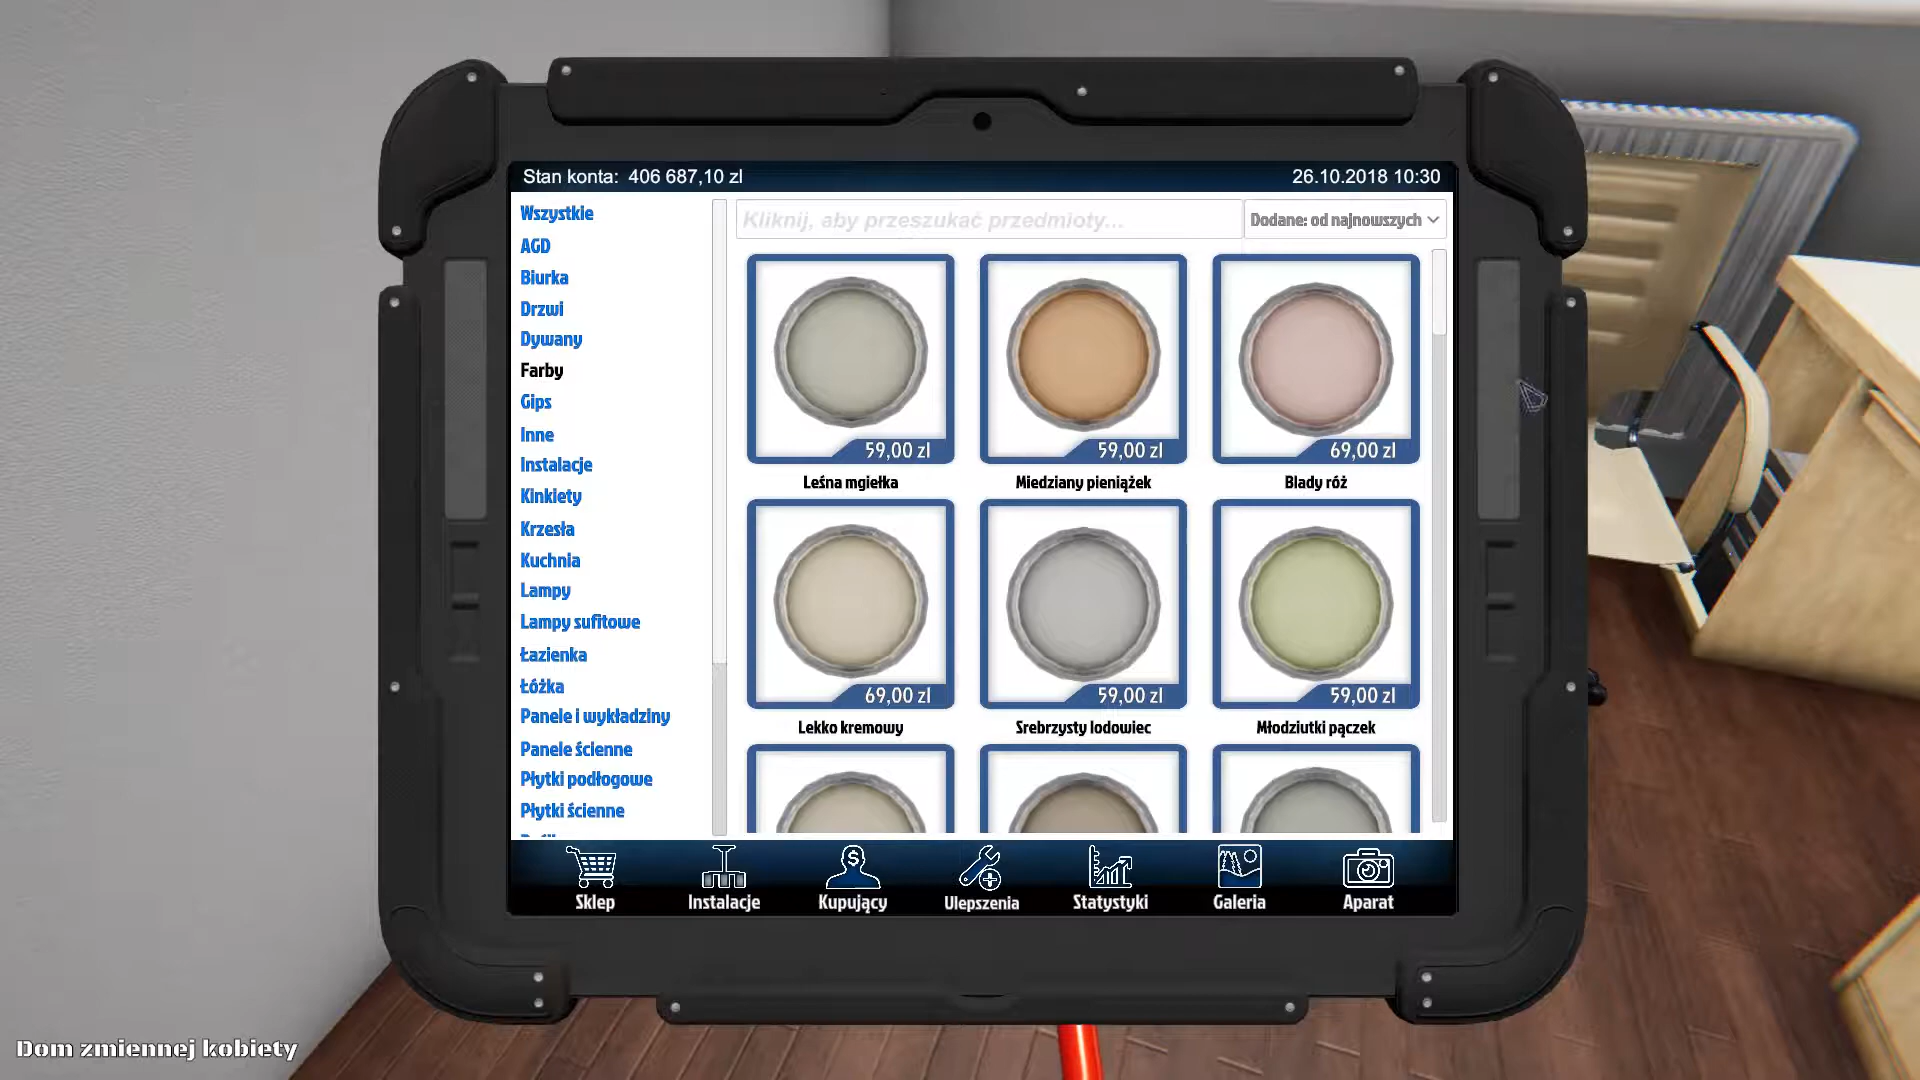 Stan konta: 406 687,10 zl
26.10.2018 10:30
Wszystkie
AGD
Biurka
Drzwi
Dywany
Farby
Gips
Inne
Instalacje
Kinkiety
Krzesła
Kuchnia
Lampy
Lampy sufitowe
Łazienka
Łóżka
Panele i wykładziny
Panele ścienne
Płytki podłogowe
Płytki ścienne
Kliknij, aby przeszukać przedmioty...
Dodane: od najnowszych
59,00 zl
59,00 zl
69,00 zl
Leśna mgiełka
Miedziany pieniążek
Blady róż
69,00 zl
59,00 zl
59,00 zl
Lekko kremowy
Srebrzysty lodowiec
Młodziutki pączek
Sklep
Instalacje
Kupujący
Ulepszenia
Statystyki
Galeria
Aparat
Dom zmiennej kobiety